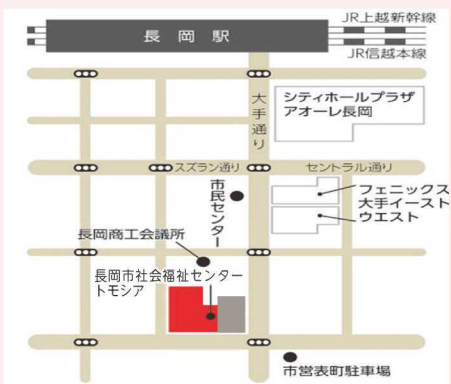 JR上越新幹線
長岡駅
JR信越本線
大手通り
シティホールプラザ
アオーレ長岡
スズラン通り
セントラル通り
市民センター
フェニックス
大手イースト
ウエスト
長岡商工会議所
長岡市社会福祉センター
トモシア
市営表町駐車場